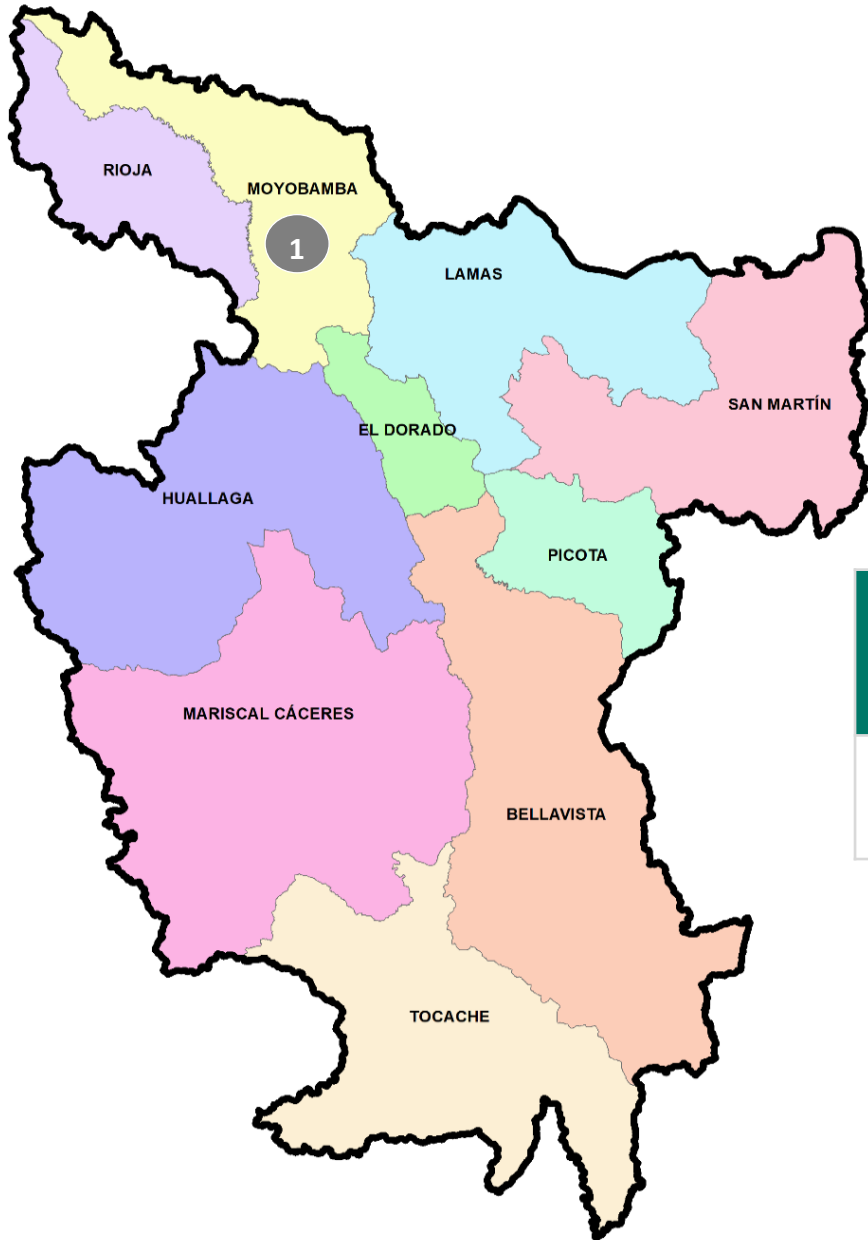 RIOJA
MOYOBAMBA
1
LAMAS
SAN MARTÍN
EL DORADO
HUALLAGA
PICOTA
MARISCAL CÁCERES
BELLAVISTA
TOCACHE